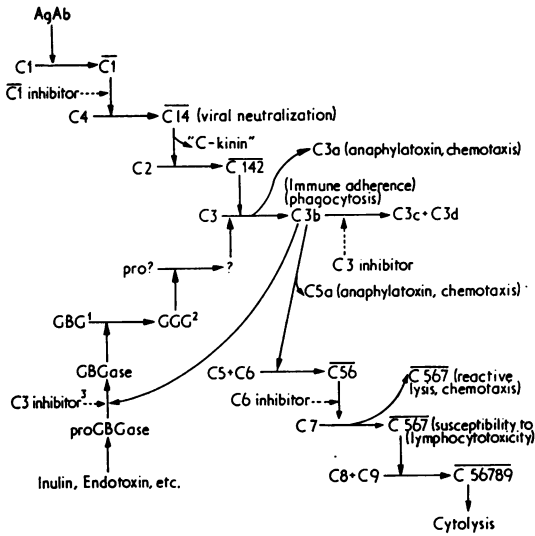 AgAb
C1 C̅1̅
C̅1̅ inhibitor
C4 C̅1̅4̅ (viral neutralization)
"C-kinin"
C2 C̅1̅4̅2̅
C3a (anaphylatoxin, chemotaxis)
(Immune adherence)
(phagocytosis)
C3 C3b C3c+C3d
pro? ?
C3 inhibitor
C5a (anaphylatoxin, chemotaxis)
GBG¹ GGG²
GBGase
C5+C6 C̅5̅6̅
C̅5̅6̅7̅ (reactive
lysis, chemotaxis)
C3 inhibitor³
C6 inhibitor
proGBGase
C7 C̅5̅6̅7̅ (susceptibility to
lymphocytotoxicity)
Inulin, Endotoxin, etc.
C8+C9 C̅5̅6̅7̅8̅9̅
Cytolysis